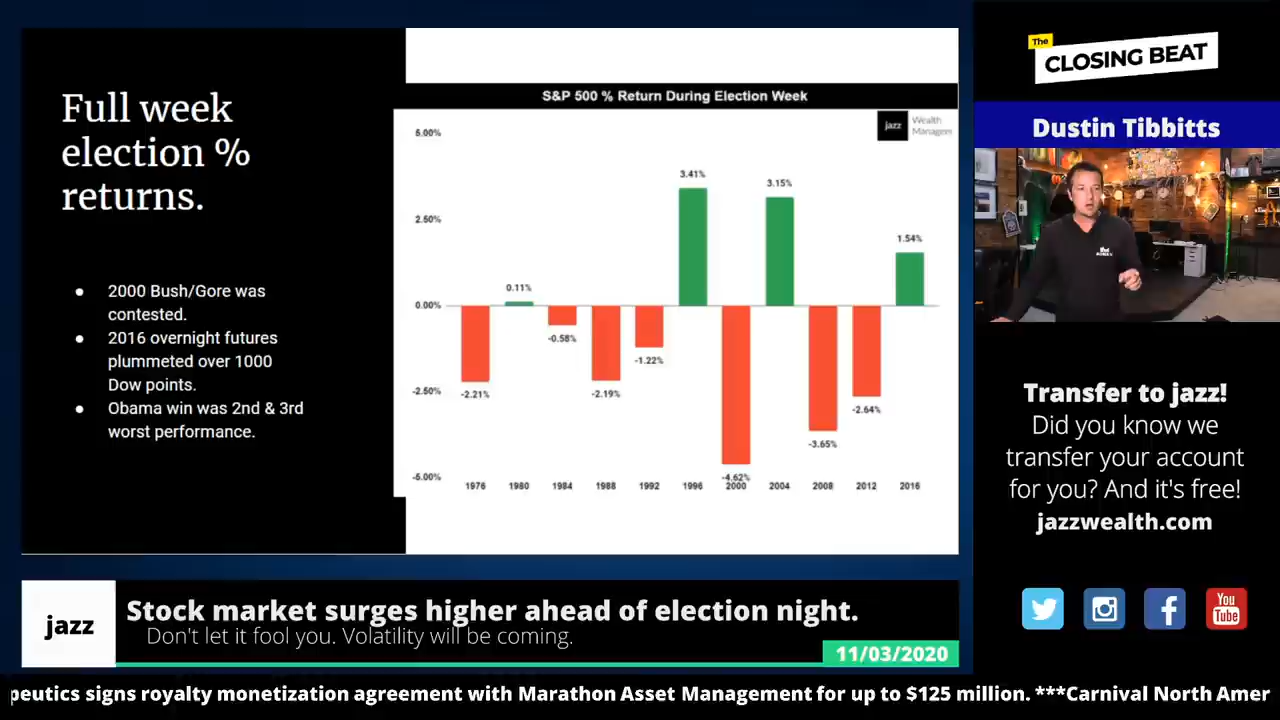 Full week
election %
returns.
2000 Bush/Gore was
contested.
2016 overnight futures
plummeted over 1000
Dow points.
Obama win was 2nd & 3rd
worst performance.
S&P 500 % Return During Election Week
jazz
Wealth
5.00%
2.50%
0.00%
-2.50%
-5.00%
-2.21%
0.11%
-0.58%
-2.19%
-1.22%
3.41%
-4.62%
3.15%
-3.65%
-2.64%
1.54%
1976 1980 1984 1988 1992 1996 2000 2004 2008 2012 2016
The
CLOSING BEAT
Dustin Tibbitts
Transfer to jazz!
Did you know we
transfer your account
for you? And it's free!
jazzwealth.com
You
Tube
jazz
Stock market surges higher ahead of election night.
Don't let it fool you. Volatility will be coming.
11/03/2020
peutics signs royalty monetization agreement with Marathon Asset Management for up to $125 million. ***Carnival North Amer